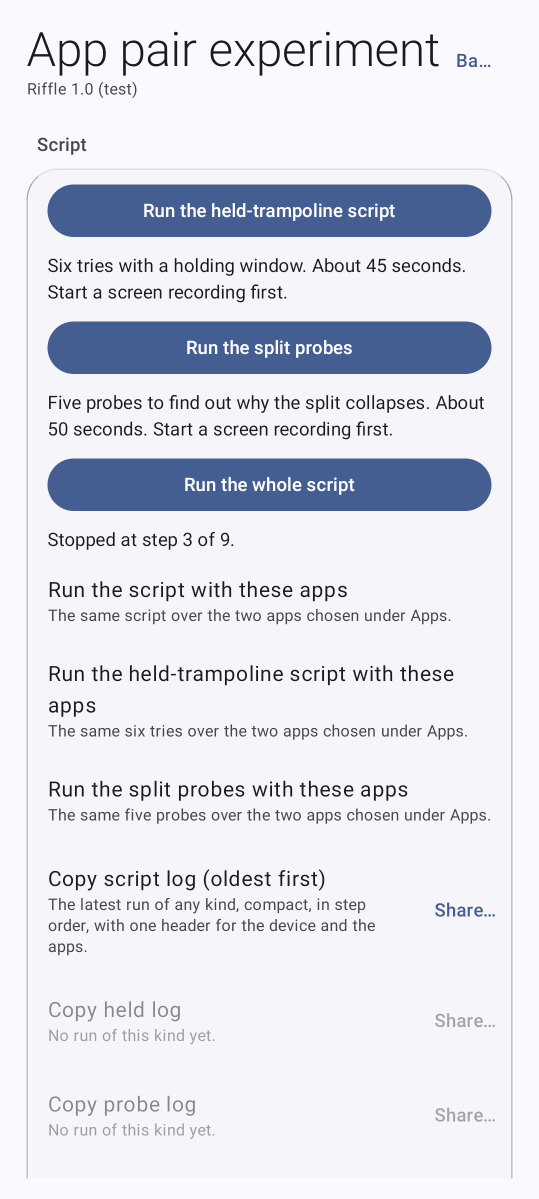 App pair experiment
Ba…
Riffle 1.0 (test)
Script
Run the held-trampoline script
Six tries with a holding window. About 45 seconds.
Start a screen recording first.
Run the split probes
Five probes to find out why the split collapses. About
50 seconds. Start a screen recording first.
Run the whole script
Stopped at step 3 of 9.
Run the script with these apps
The same script over the two apps chosen under Apps.
Run the held-trampoline script with these
apps
The same six tries over the two apps chosen under Apps.
Run the split probes with these apps
The same five probes over the two apps chosen under Apps.
Copy script log (oldest first)
The latest run of any kind, compact, in step
order, with one header for the device and the
apps.
Share…
Copy held log
No run of this kind yet.
Share…
Copy probe log
No run of this kind yet.
Share…